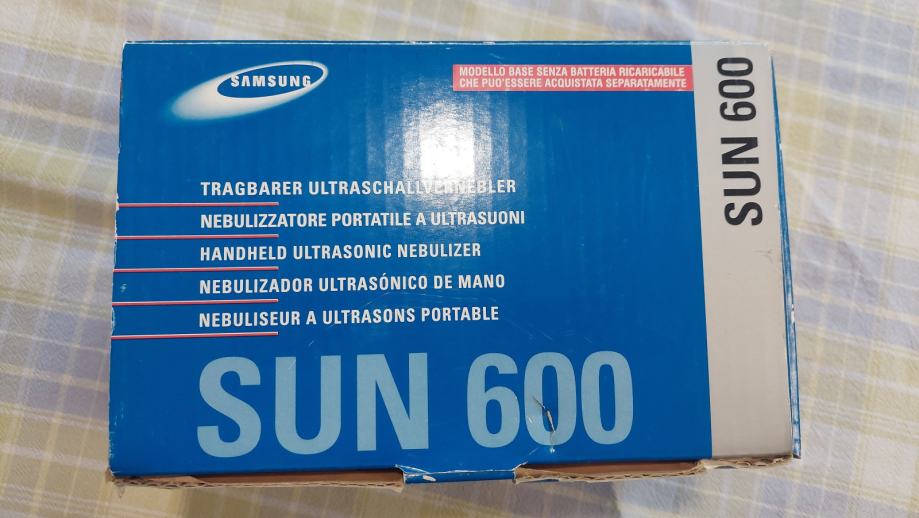 SAMSUNG
MODELLO BASE SENZA BATTERIA RICARICABILE
CHE PUO'ESSERE ACQUISTATA SEPARATAMENTE
TRAGBARER ULTRASCHALLVERNEBLER
NEBULIZZATORE PORTATILE A ULTRASUONI
HANDHELD ULTRASONIC NEBULIZER
NEBULIZADOR ULTRASÓNICO DE MANO
NEBULISEUR A ULTRASONS PORTABLE
SUN 600
SUN 600